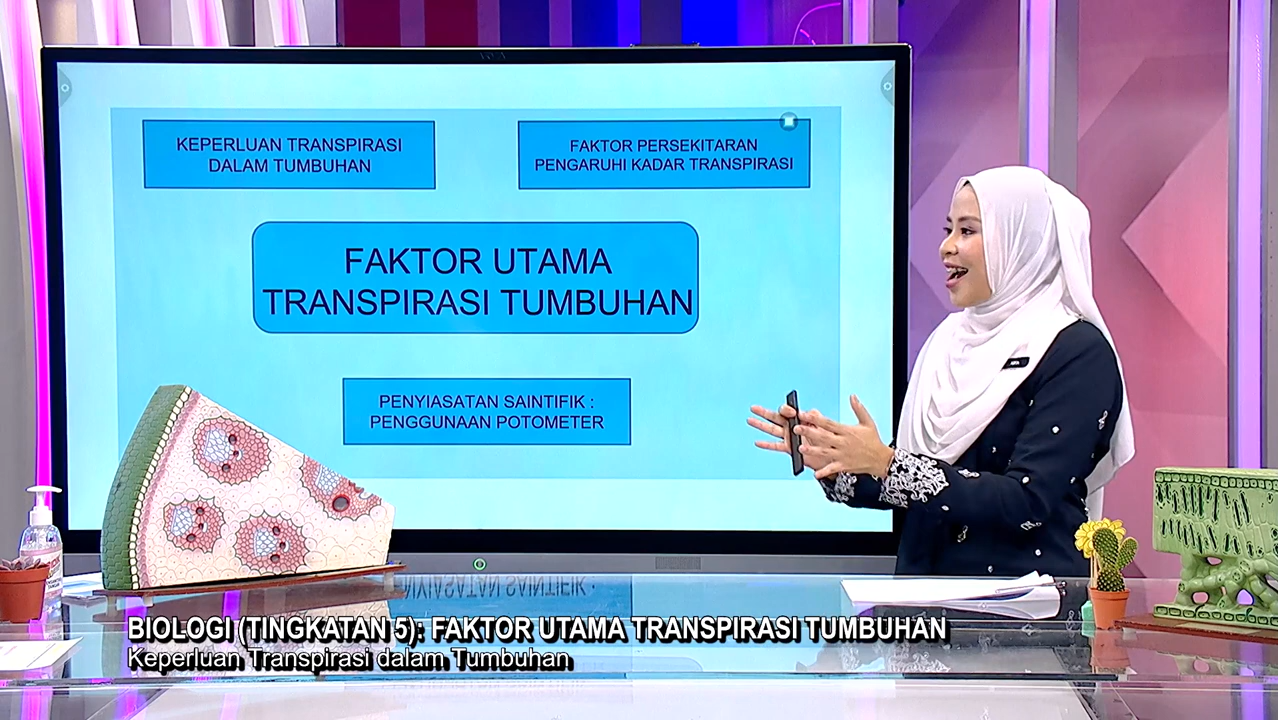 KEPERLUAN TRANSPIRASI
DALAM TUMBUHAN
FAKTOR PERSEKITARAN
PENGARUHI KADAR TRANSPIRASI
FAKTOR UTAMA
TRANSPIRASI TUMBUHAN
PENYIASATAN SAINTIFIK :
PENGGUNAAN POTOMETER
BIOLOGI (TINGKATAN 5): FAKTOR UTAMA TRANSPIRASI TUMBUHAN
Keperluan Transpirasi dalam Tumbuhan